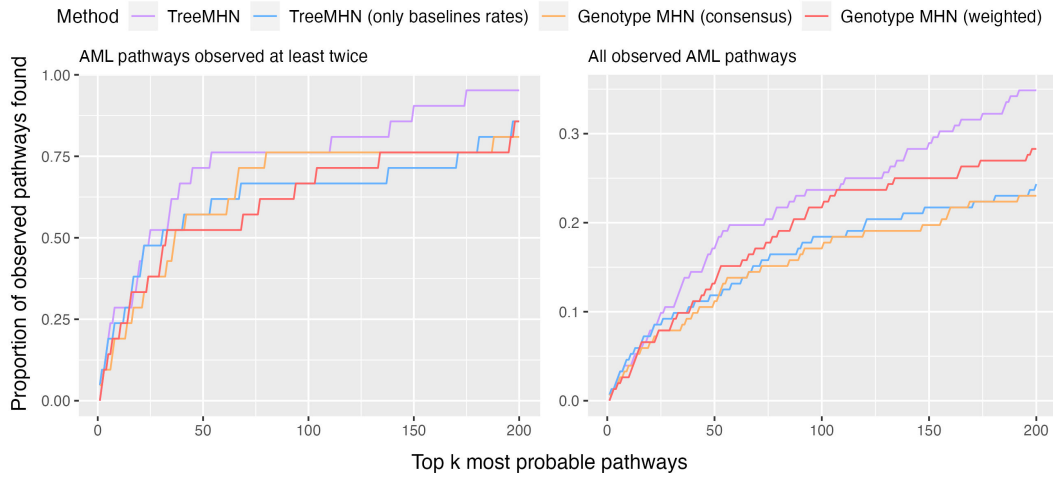 Method TreeMHN TreeMHN (only baselines rates) Genotype MHN (consensus) Genotype MHN (weighted)
AML pathways observed at least twice
All observed AML pathways
Proportion of observed pathways found
1.00
0.75
0.50
0.25
0.00
0.3
0.2
0.1
0.0
0 50 100 150 200
0 50 100 150 200
Top k most probable pathways